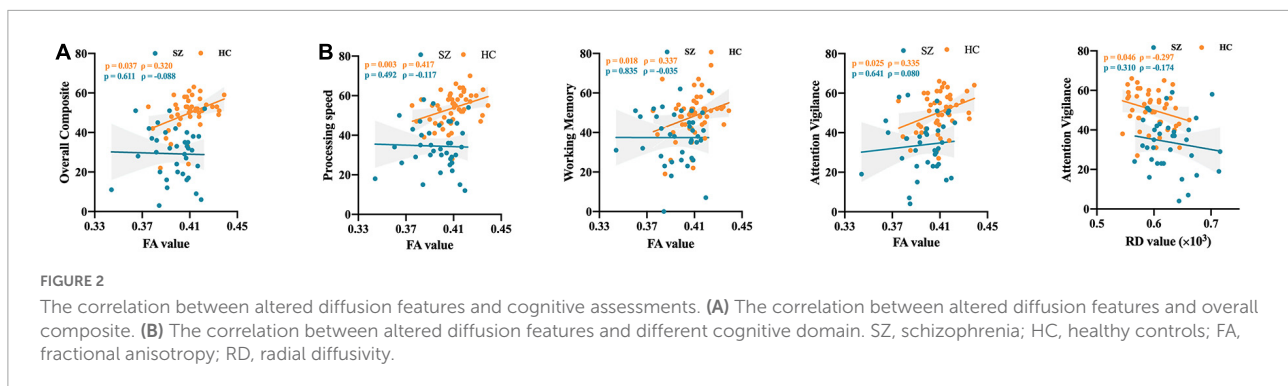 A
SZ HC
p = 0.037 ρ = 0.320
p = 0.611 ρ = -0.088
Overall Composite
80
60
40
20
0
0.33 0.37 0.41 0.45
FA value
B
SZ HC
p = 0.003 ρ = 0.417
p = 0.492 ρ = -0.117
Processing speed
80
60
40
20
0
0.33 0.37 0.41 0.45
FA value
SZ HC
p = 0.018 ρ = 0.337
p = 0.835 ρ = -0.035
Working Memory
80
60
40
20
0
0.33 0.37 0.41 0.45
FA value
SZ HC
p = 0.025 ρ = 0.335
p = 0.641 ρ = 0.080
Attention Vigilance
80
60
40
20
0
0.33 0.37 0.41 0.45
FA value
SZ HC
p = 0.046 ρ = -0.297
p = 0.310 ρ = -0.174
Attention Vigilance
80
60
40
20
0
0.5 0.6 0.7
RD value (×10³)
FIGURE 2
The correlation between altered diffusion features and cognitive assessments. (A) The correlation between altered diffusion features and overall
composite. (B) The correlation between altered diffusion features and different cognitive domain. SZ, schizophrenia; HC, healthy controls; FA,
fractional anisotropy; RD, radial diffusivity.